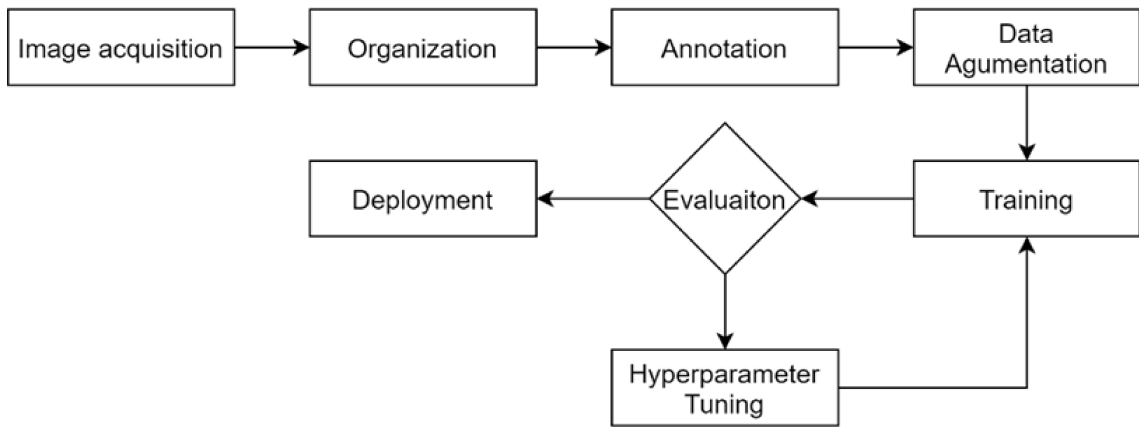 Image acquisition
Organization
Annotation
Data
Agumentation
Deployment
Evaluaiton
Training
Hyperparameter
Tuning